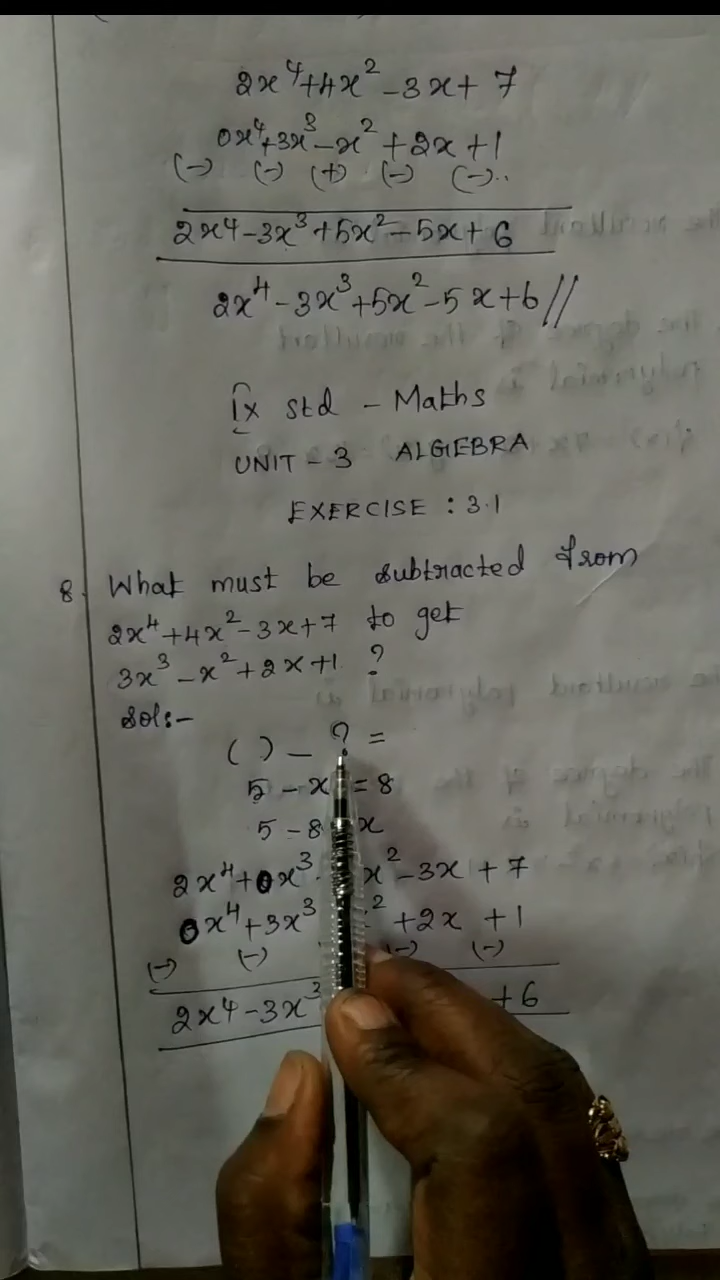 2x⁴+4x²-3x+7
0x⁴+3x³-x²+2x+1
(-) (-) (+) (-) (-)..
2x⁴-3x³+5x²-5x+6
2x⁴-3x³+5x²-5x+6//
IX std - Maths
UNIT - 3 ALGEBRA
EXERCISE : 3.1
8. What must be subtracted from
2x⁴+4x²-3x+7 to get
3x³-x²+2x+1 ?
Sol:-
( ) - ? =
5 - x = 8
5 - 8 x
2x⁴+0x³ x²-3x+7
0x⁴+3x³ ² +2x +1
(-) (-) (-) (-)
2x⁴-3x³ +6